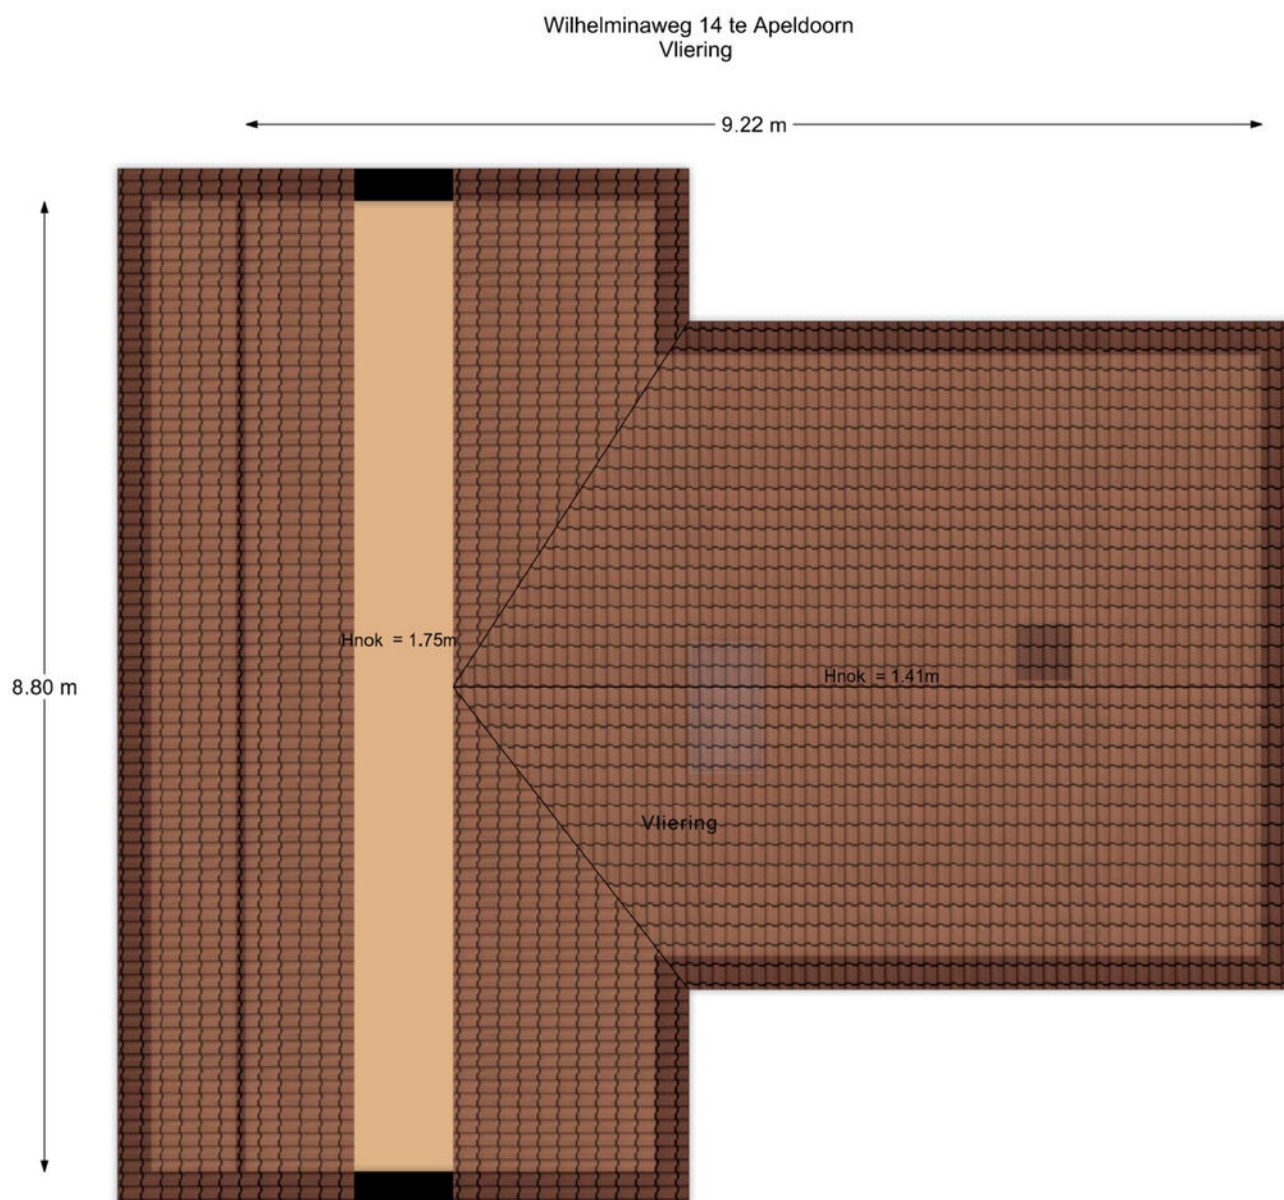 Wilhelminaweg 14 te Apeldoorn
Vliering
9.22 m
Hnok = 1.75m
Hnok = 1.41m
8.80 m
Vliering